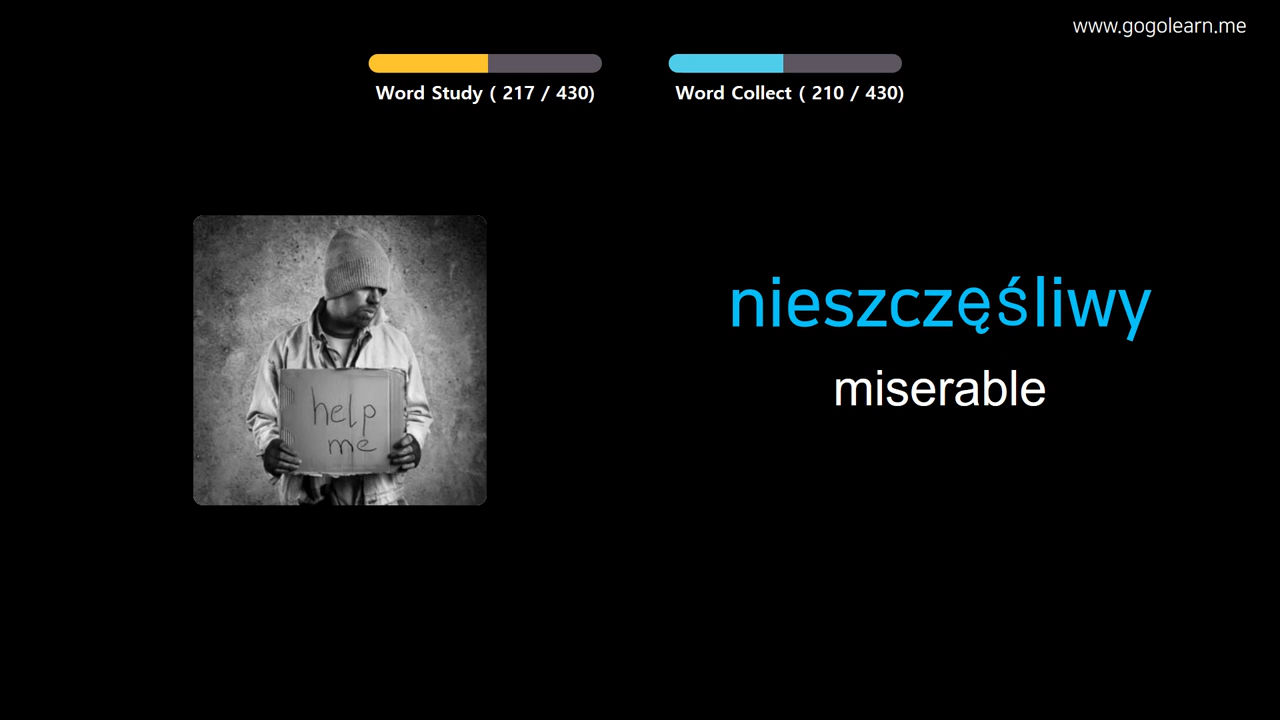 www.gogolearn.me
Word Study ( 217 / 430)
Word Collect ( 210 / 430)
help
me
nieszczęśliwy
miserable